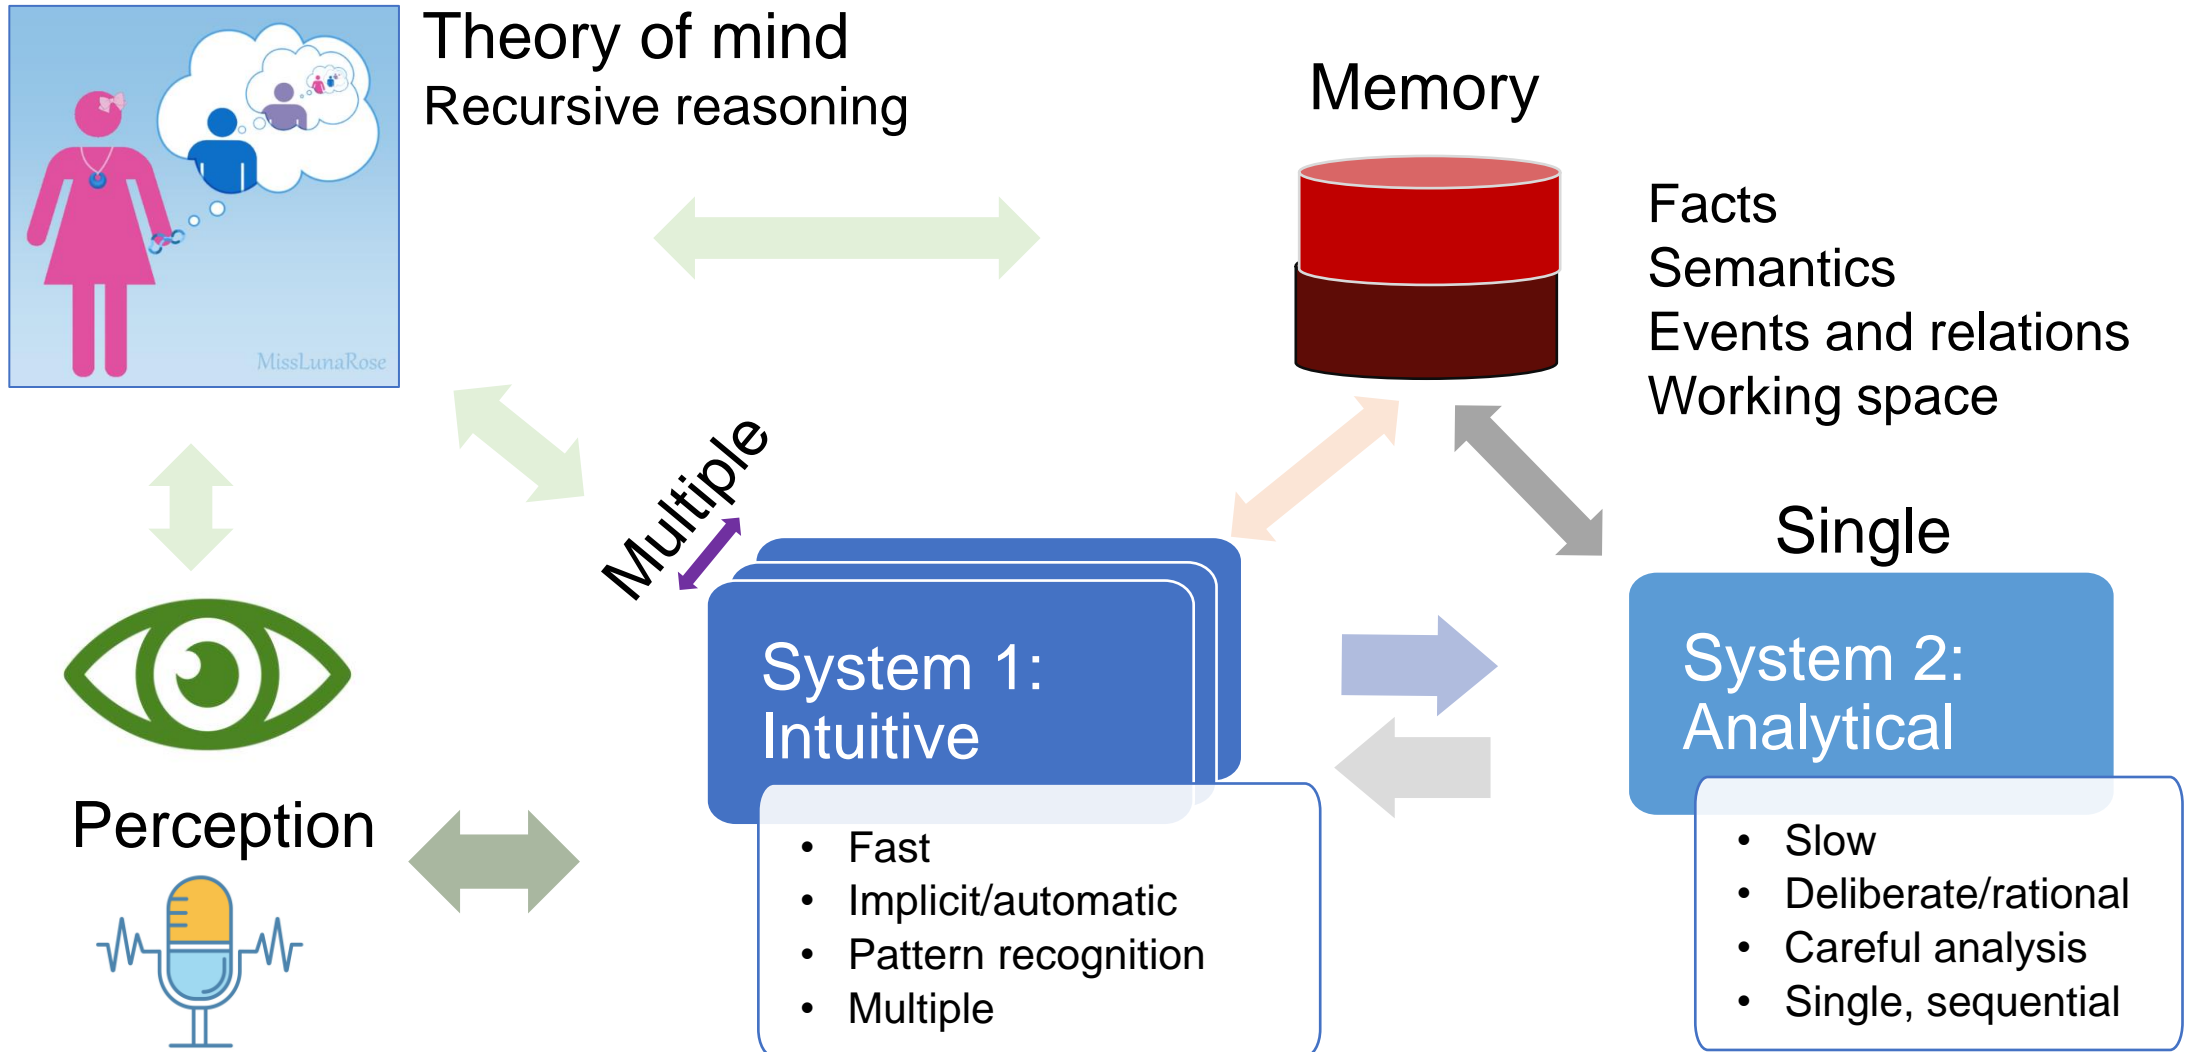 Theory of mind
Recursive reasoning
MissLunaRose
Memory
Facts
Semantics
Events and relations
Working space
Multiple
Single
System 1:
Intuitive
• Fast
• Implicit/automatic
• Pattern recognition
• Multiple
System 2:
Analytical
• Slow
• Deliberate/rational
• Careful analysis
• Single, sequential
Perception